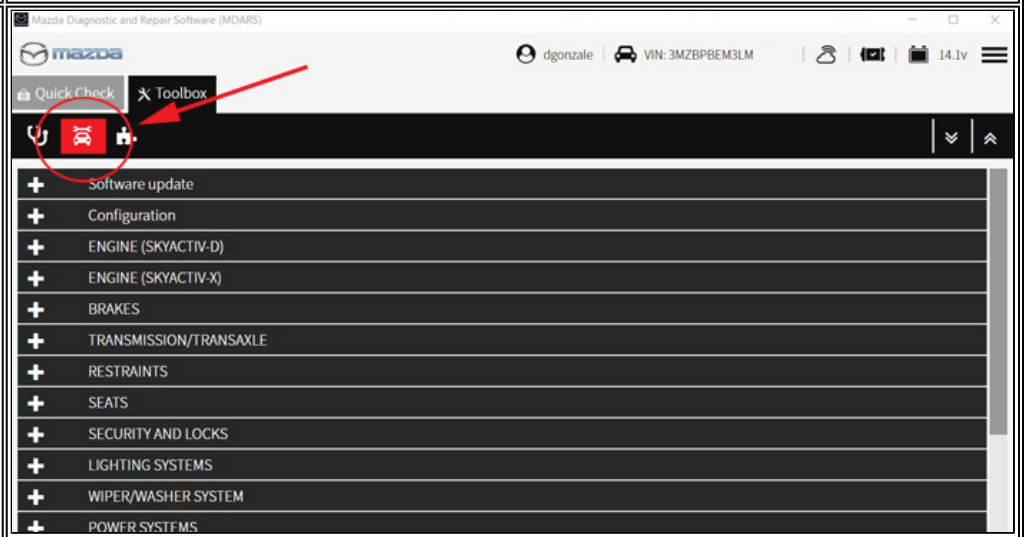 Mazda Diagnostic and Repair Software (MDARS)
mazda dgonzale VIN: 3MZBPBEM3LM 14.1v
Quick Check Toolbox
Software update
Configuration
ENGINE (SKYACTIV-D)
ENGINE (SKYACTIV-X)
BRAKES
TRANSMISSION/TRANSAXLE
RESTRAINTS
SEATS
SECURITY AND LOCKS
LIGHTING SYSTEMS
WIPER/WASHER SYSTEM
POWER SYSTEMS